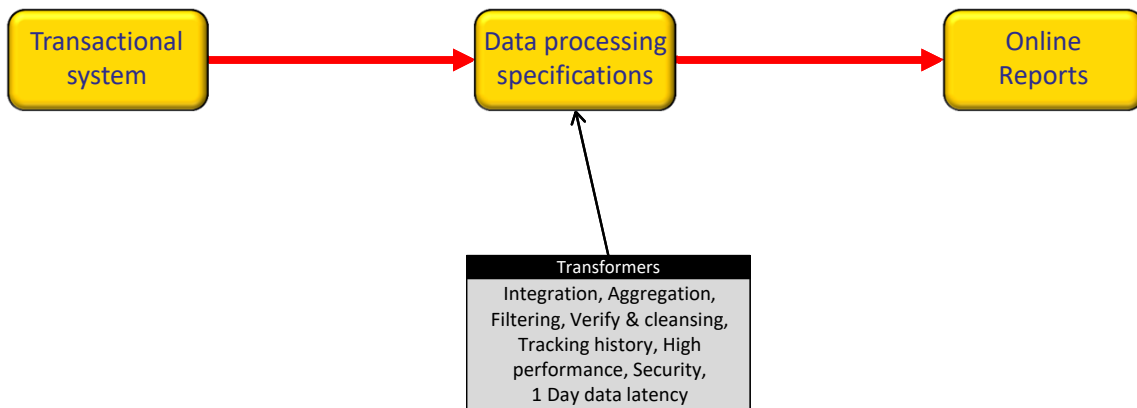 Transactional
system
Data processing
specifications
Online
Reports
Transformers
Integration, Aggregation,
Filtering, Verify & cleansing,
Tracking history, High
performance, Security,
1 Day data latency